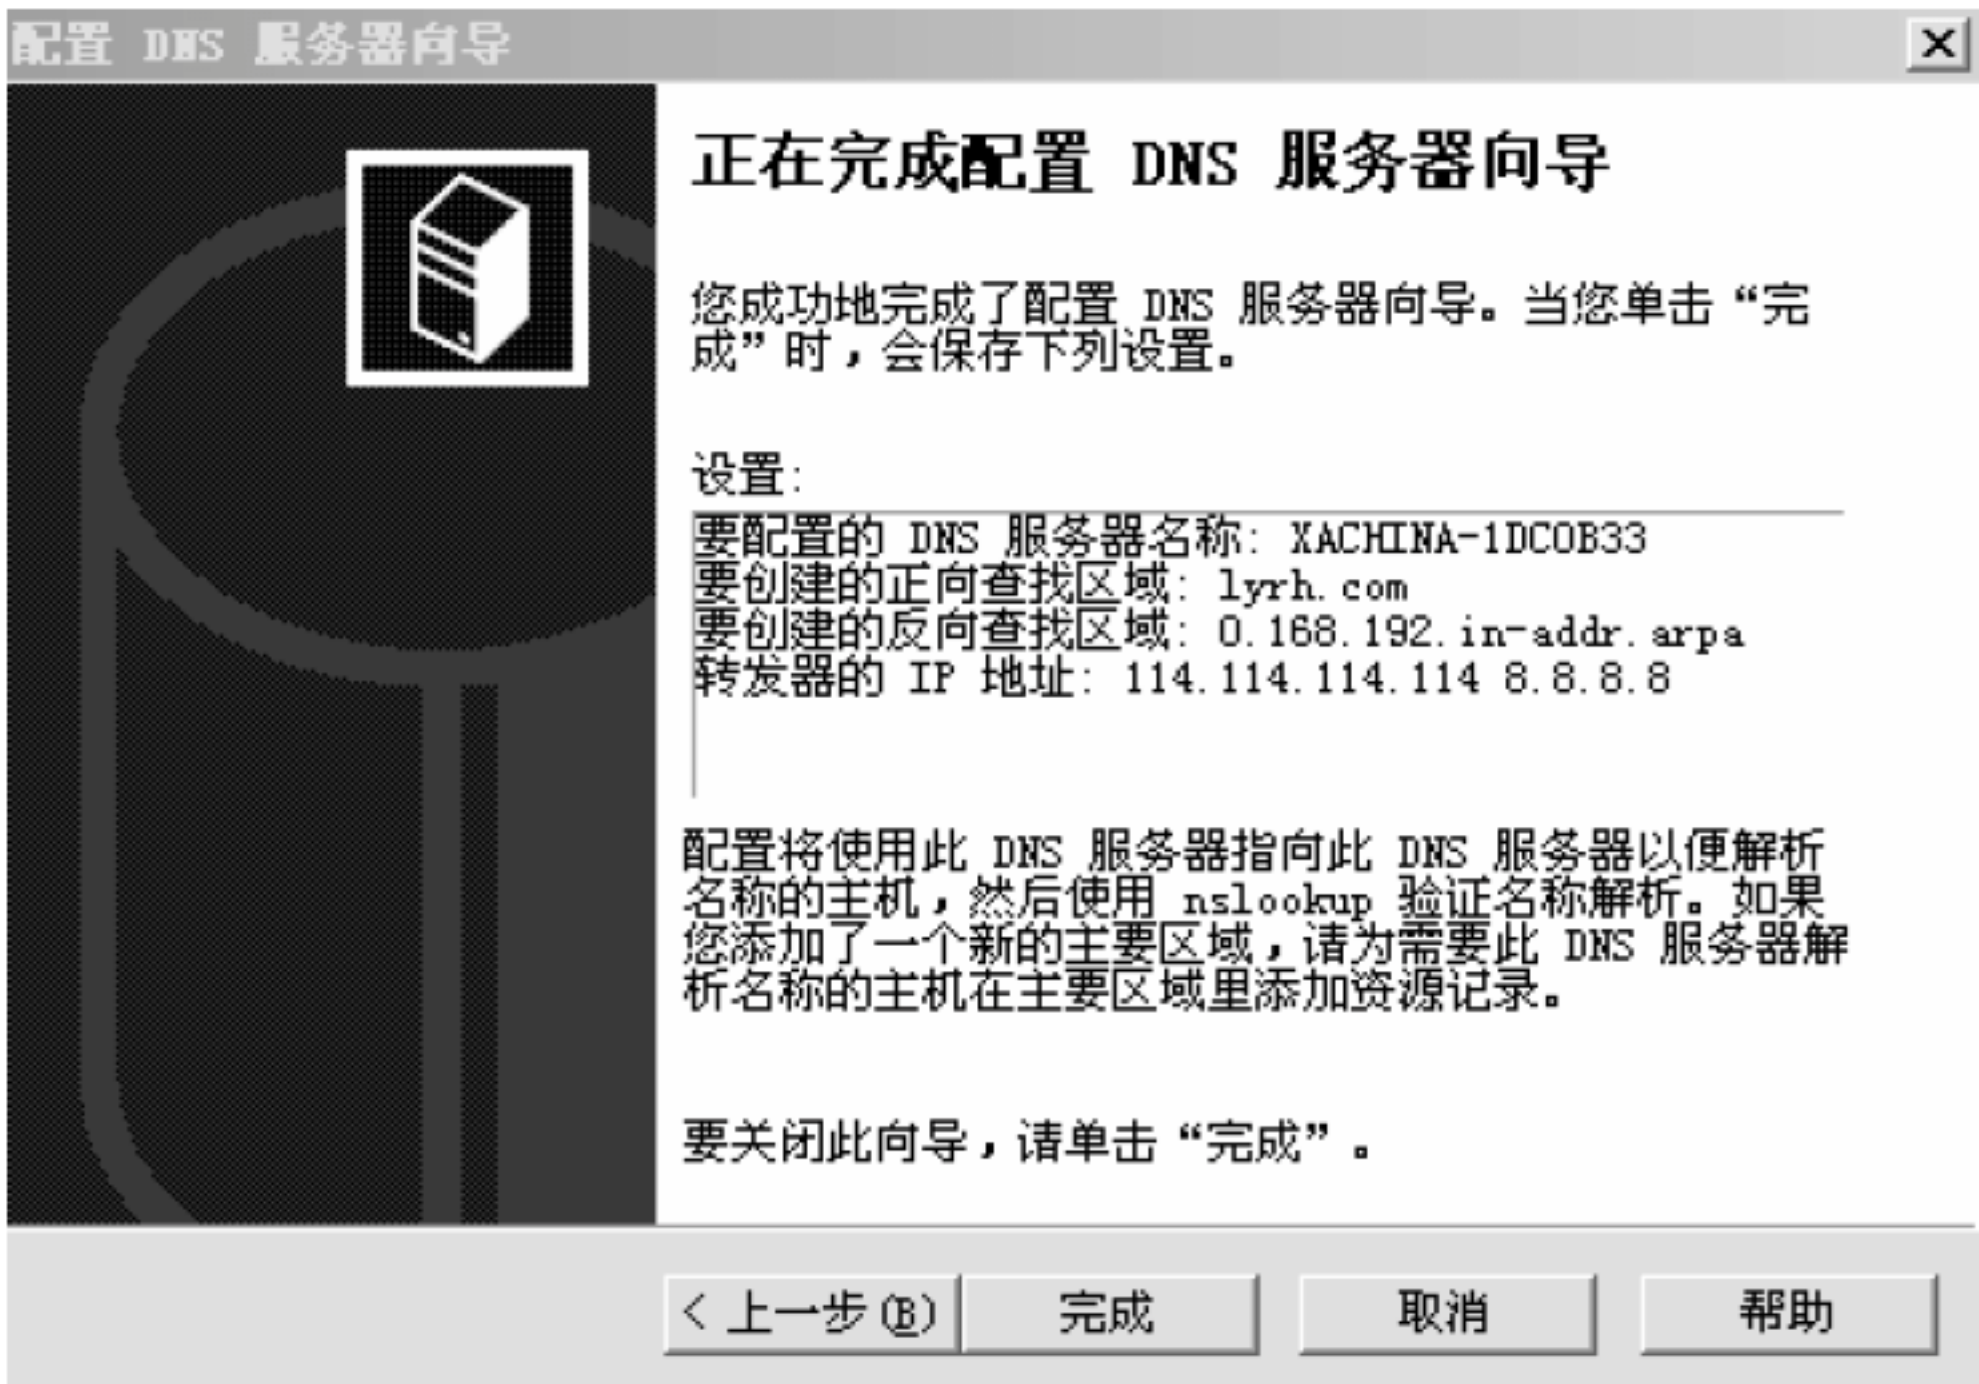 配置 DNS 服务器向导
正在完成配置 DNS 服务器向导
您成功地完成了配置 DNS 服务器向导。当您单击“完
成”时，会保存下列设置。
设置:
要配置的 DNS 服务器名称: XACHINA-1DC0B33
要创建的正向查找区域: lyrh.com
要创建的反向查找区域: 0.168.192.in-addr.arpa
转发器的 IP 地址: 114.114.114.114 8.8.8.8
配置将使用此 DNS 服务器指向此 DNS 服务器以便解析
名称的主机，然后使用 nslookup 验证名称解析。如果
您添加了一个新的主要区域，请为需要此 DNS 服务器解
析名称的主机在主要区域里添加资源记录。
要关闭此向导，请单击“完成”。
< 上一步(B) 完成 取消 帮助